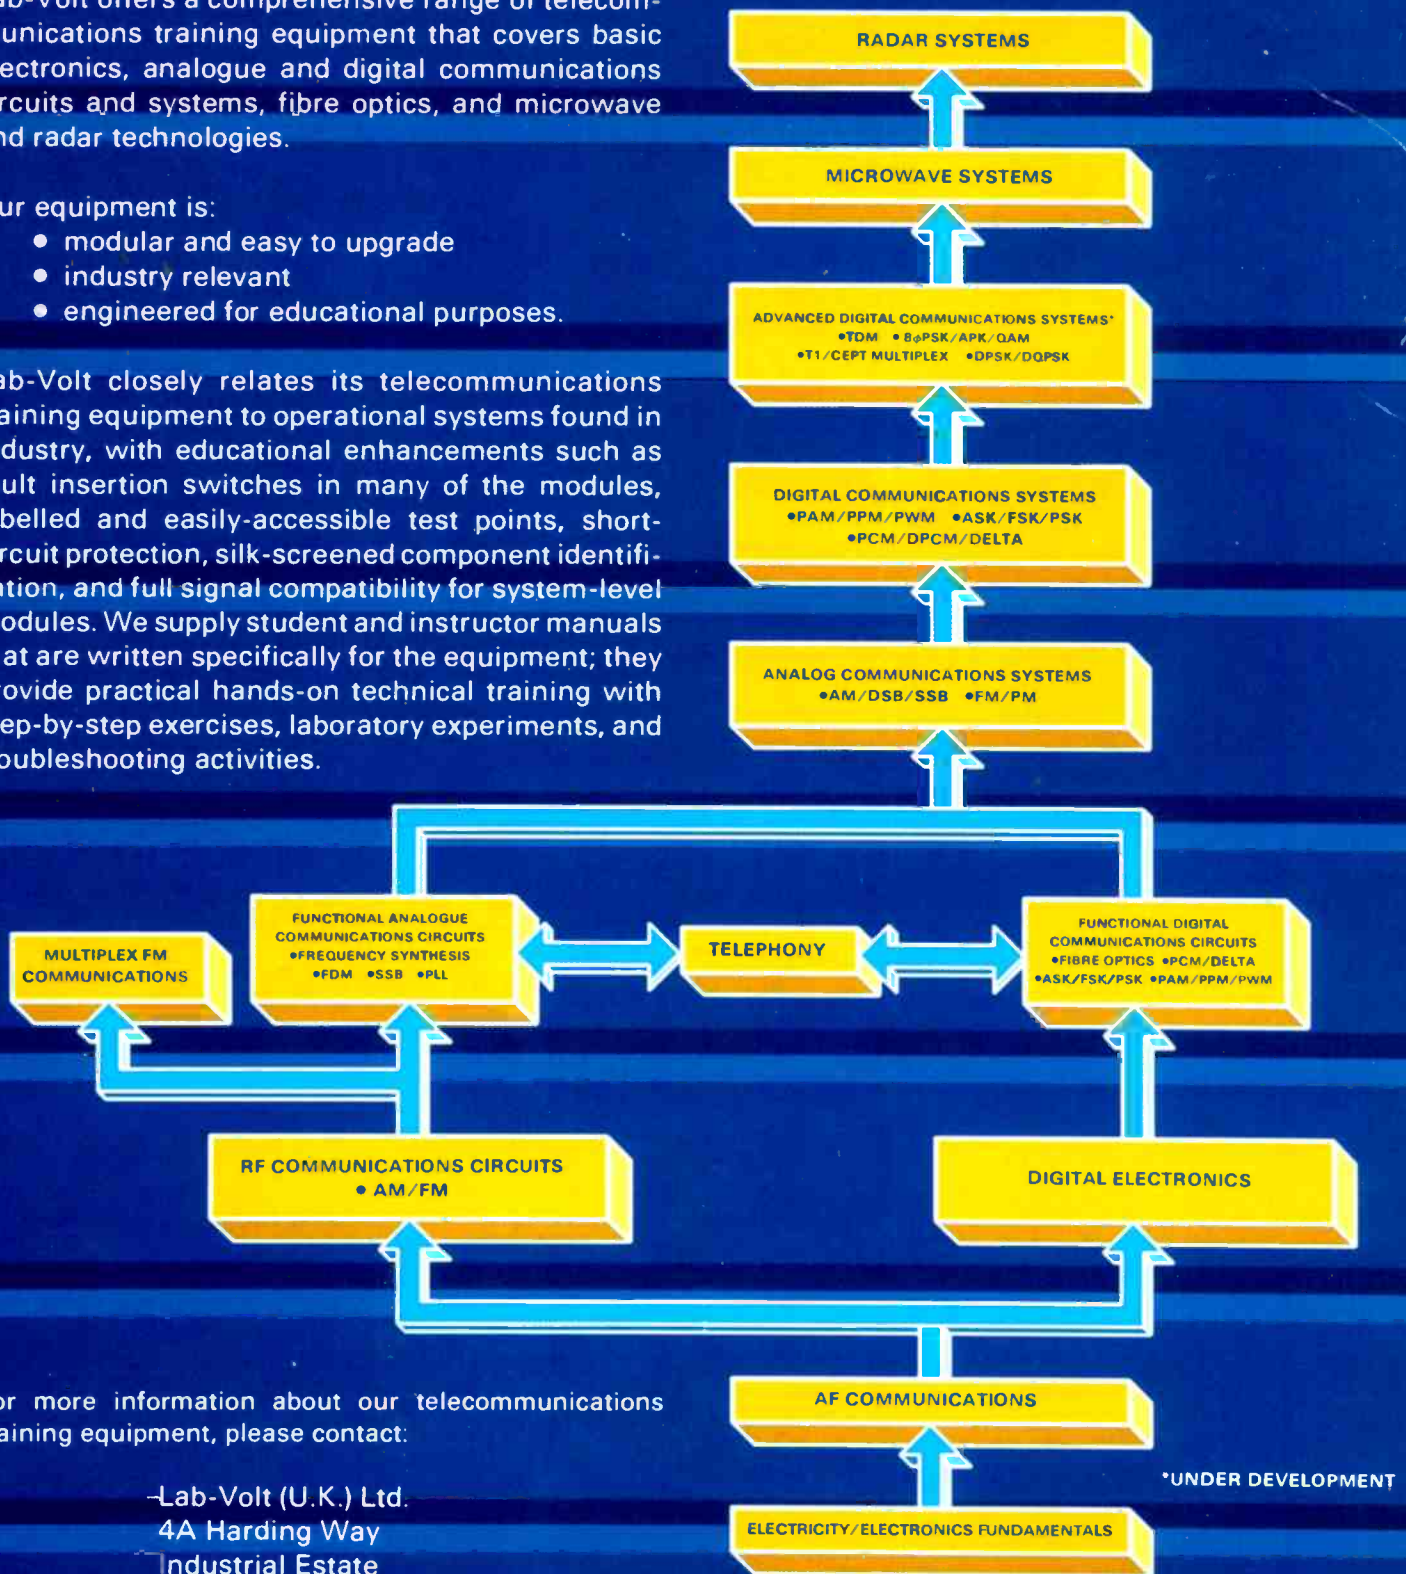 ab-Volt offers a comprehensive range of telecom-
unications training equipment that covers basic
ectronics, analogue and digital communications
rcuits and systems, fibre optics, and microwave
nd radar technologies.
ur equipment is:
• modular and easy to upgrade
• industry relevant
• engineered for educational purposes.
ab-Volt closely relates its telecommunications
aining equipment to operational systems found in
dustry, with educational enhancements such as
ult insertion switches in many of the modules,
belled and easily-accessible test points, short-
rcuit protection, silk-screened component identifi-
ation, and full signal compatibility for system-level
odules. We supply student and instructor manuals
at are written specifically for the equipment; they
rovide practical hands-on technical training with
ep-by-step exercises, laboratory experiments, and
oubleshooting activities.
RADAR SYSTEMS
MICROWAVE SYSTEMS
ADVANCED DIGITAL COMMUNICATIONS SYSTEMS*
•TDM •8φPSK/APK/QAM
•T1/CEPT MULTIPLEX •DPSK/DQPSK
DIGITAL COMMUNICATIONS SYSTEMS
•PAM/PPM/PWM •ASK/FSK/PSK
•PCM/DPCM/DELTA
ANALOG COMMUNICATIONS SYSTEMS
•AM/DSB/SSB •FM/PM
MULTIPLEX FM
COMMUNICATIONS
FUNCTIONAL ANALOGUE
COMMUNICATIONS CIRCUITS
•FREQUENCY SYNTHESIS
•FDM •SSB •PLL
TELEPHONY
FUNCTIONAL DIGITAL
COMMUNICATIONS CIRCUITS
•FIBRE OPTICS •PCM/DELTA
•ASK/FSK/PSK •PAM/PPM/PWM
RF COMMUNICATIONS CIRCUITS
• AM/FM
DIGITAL ELECTRONICS
AF COMMUNICATIONS
ELECTRICITY/ELECTRONICS FUNDAMENTALS
*UNDER DEVELOPMENT
or more information about our telecommunications
aining equipment, please contact:
Lab-Volt (U.K.) Ltd.
4A Harding Way
Industrial Estate